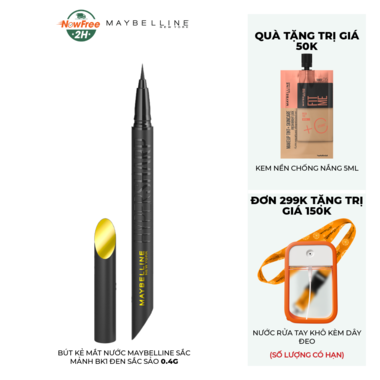 NowFree
2H
MAYBELLINE
NEW YORK
QUÀ TẶNG TRỊ GIÁ
50K
FIT
ME
KEM NỀN CHỐNG NẮNG 5ML
ĐƠN 299K TẶNG TRỊ
GIÁ 150K
NƯỚC RỬA TAY KHÔ KÈM DÂY
ĐEO
(SỐ LƯỢNG CÓ HẠN)
MAYBELLINE
BÚT KẺ MẮT NƯỚC MAYBELLINE SẮC
MẢNH BK1 ĐEN SẮC SẢO 0.4G